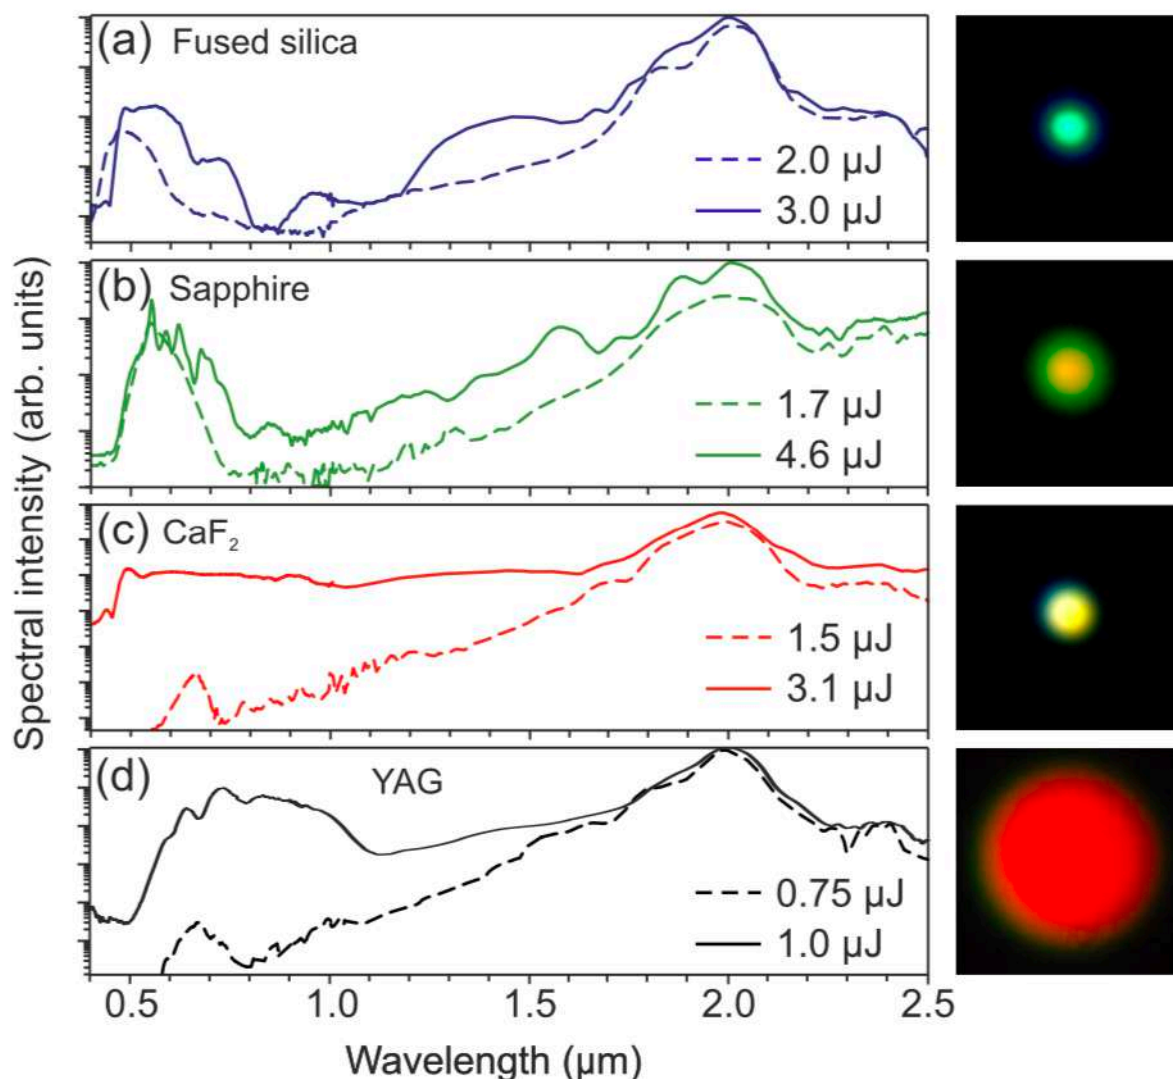 (a) Fused silica
2.0 µJ
3.0 µJ
(b) Sapphire
1.7 µJ
4.6 µJ
(c) CaF₂
1.5 µJ
3.1 µJ
(d) YAG
0.75 µJ
1.0 µJ
0.5 1.0 1.5 2.0 2.5
Wavelength (µm)
Spectral intensity (arb. units)